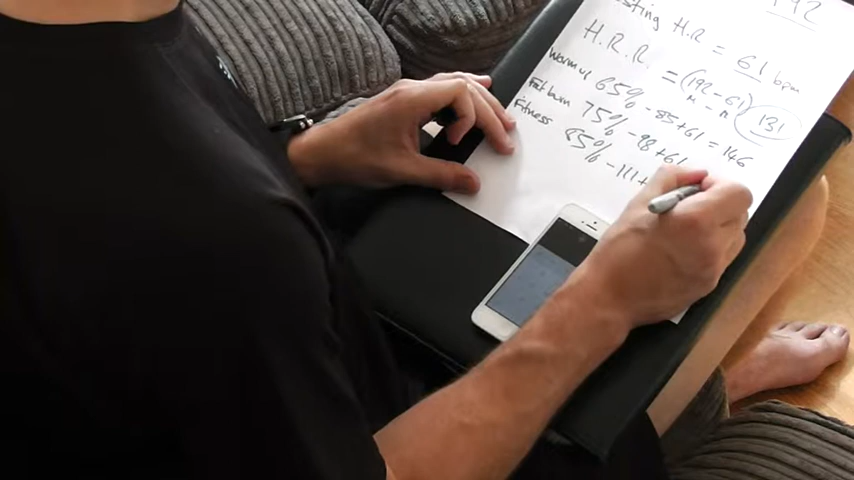 192
Resting H.R = 61 bpm
H.R.R. = (192-61) 131
Warm up 65% - 85+61 = 146
Fat burn 75% - 98+61
Fitness 85% - 111+